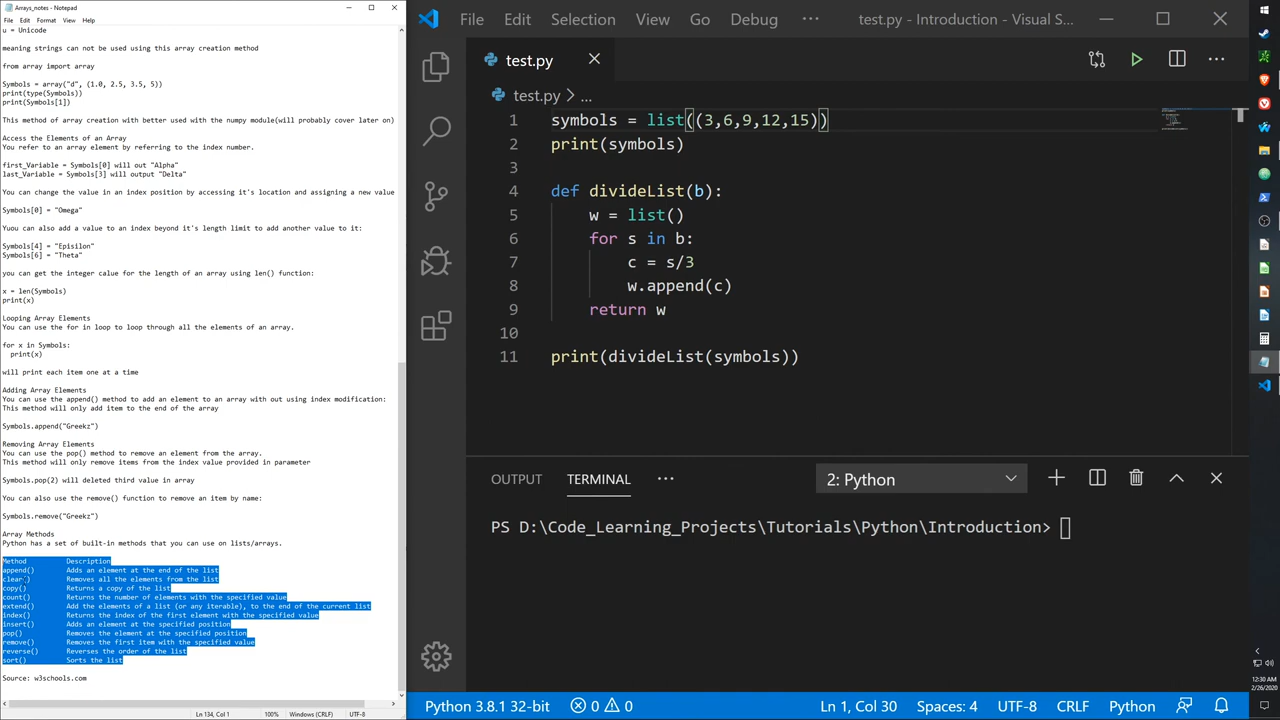 Arrays_notes - Notepad
File Edit Format View Help
u = Unicode
meaning strings can not be used using this array creation method
from array import array
Symbols = array("d", (1.0, 2.5, 3.5, 5))
print(type(Symbols))
print(Symbols[1])
This method of array creation with better used with the numpy module(will probably cover later on)
Access the Elements of an Array
You refer to an array element by referring to the index number.
first_Variable = Symbols[0] will out "Alpha"
last_Variable = Symbols[3] will output "Delta"
You can change the value in an index position by accessing it's location and assigning a new value
Symbols[0] = "Omega"
Yuou can also add a value to an index beyond it's length limit to add another value to it:
Symbols[4] = "Episilon"
Symbols[6] = "Theta"
you can get the integer calue for the length of an array using len() function:
x = len(Symbols)
print(x)
Looping Array Elements
You can use the for in loop to loop through all the elements of an array.
for x in Symbols:
print(x)
will print each item one at a time
Adding Array Elements
You can use the append() method to add an element to an array with out using index modification:
This method will only add item to the end of the array
Symbols.append("Greekz")
Removing Array Elements
You can use the pop() method to remove an element from the array.
This method will only remove items from the index value provided in parameter
Symbols.pop(2) will deleted third value in array
You can also use the remove() function to remove an item by name:
Symbols.remove("Greekz")
Array Methods
Python has a set of built-in methods that you can use on lists/arrays.
Method Description
append() Adds an element at the end of the list
clear() Removes all the elements from the list
copy() Returns a copy of the list
count() Returns the number of elements with the specified value
extend() Add the elements of a list (or any iterable), to the end of the current list
index() Returns the index of the first element with the specified value
insert() Adds an element at the specified position
pop() Removes the element at the specified position
remove() Removes the first item with the specified value
reverse() Reverses the order of the list
sort() Sorts the list
Source: w3schools.com
Ln 134, Col 1 100% Windows (CRLF) UTF-8
File Edit Selection View Go Debug ··· test.py - Introduction - Visual S...
test.py
test.py > ...
1 symbols = list((3,6,9,12,15))
2 print(symbols)
3
4 def divideList(b):
5 w = list()
6 for s in b:
7 c = s/3
8 w.append(c)
9 return w
10
11 print(divideList(symbols))
OUTPUT TERMINAL ··· 2: Python
PS D:\Code_Learning_Projects\Tutorials\Python\Introduction>
Python 3.8.1 32-bit 0 0 Ln 1, Col 30 Spaces: 4 UTF-8 CRLF Python
12:30 AM
2/26/2020